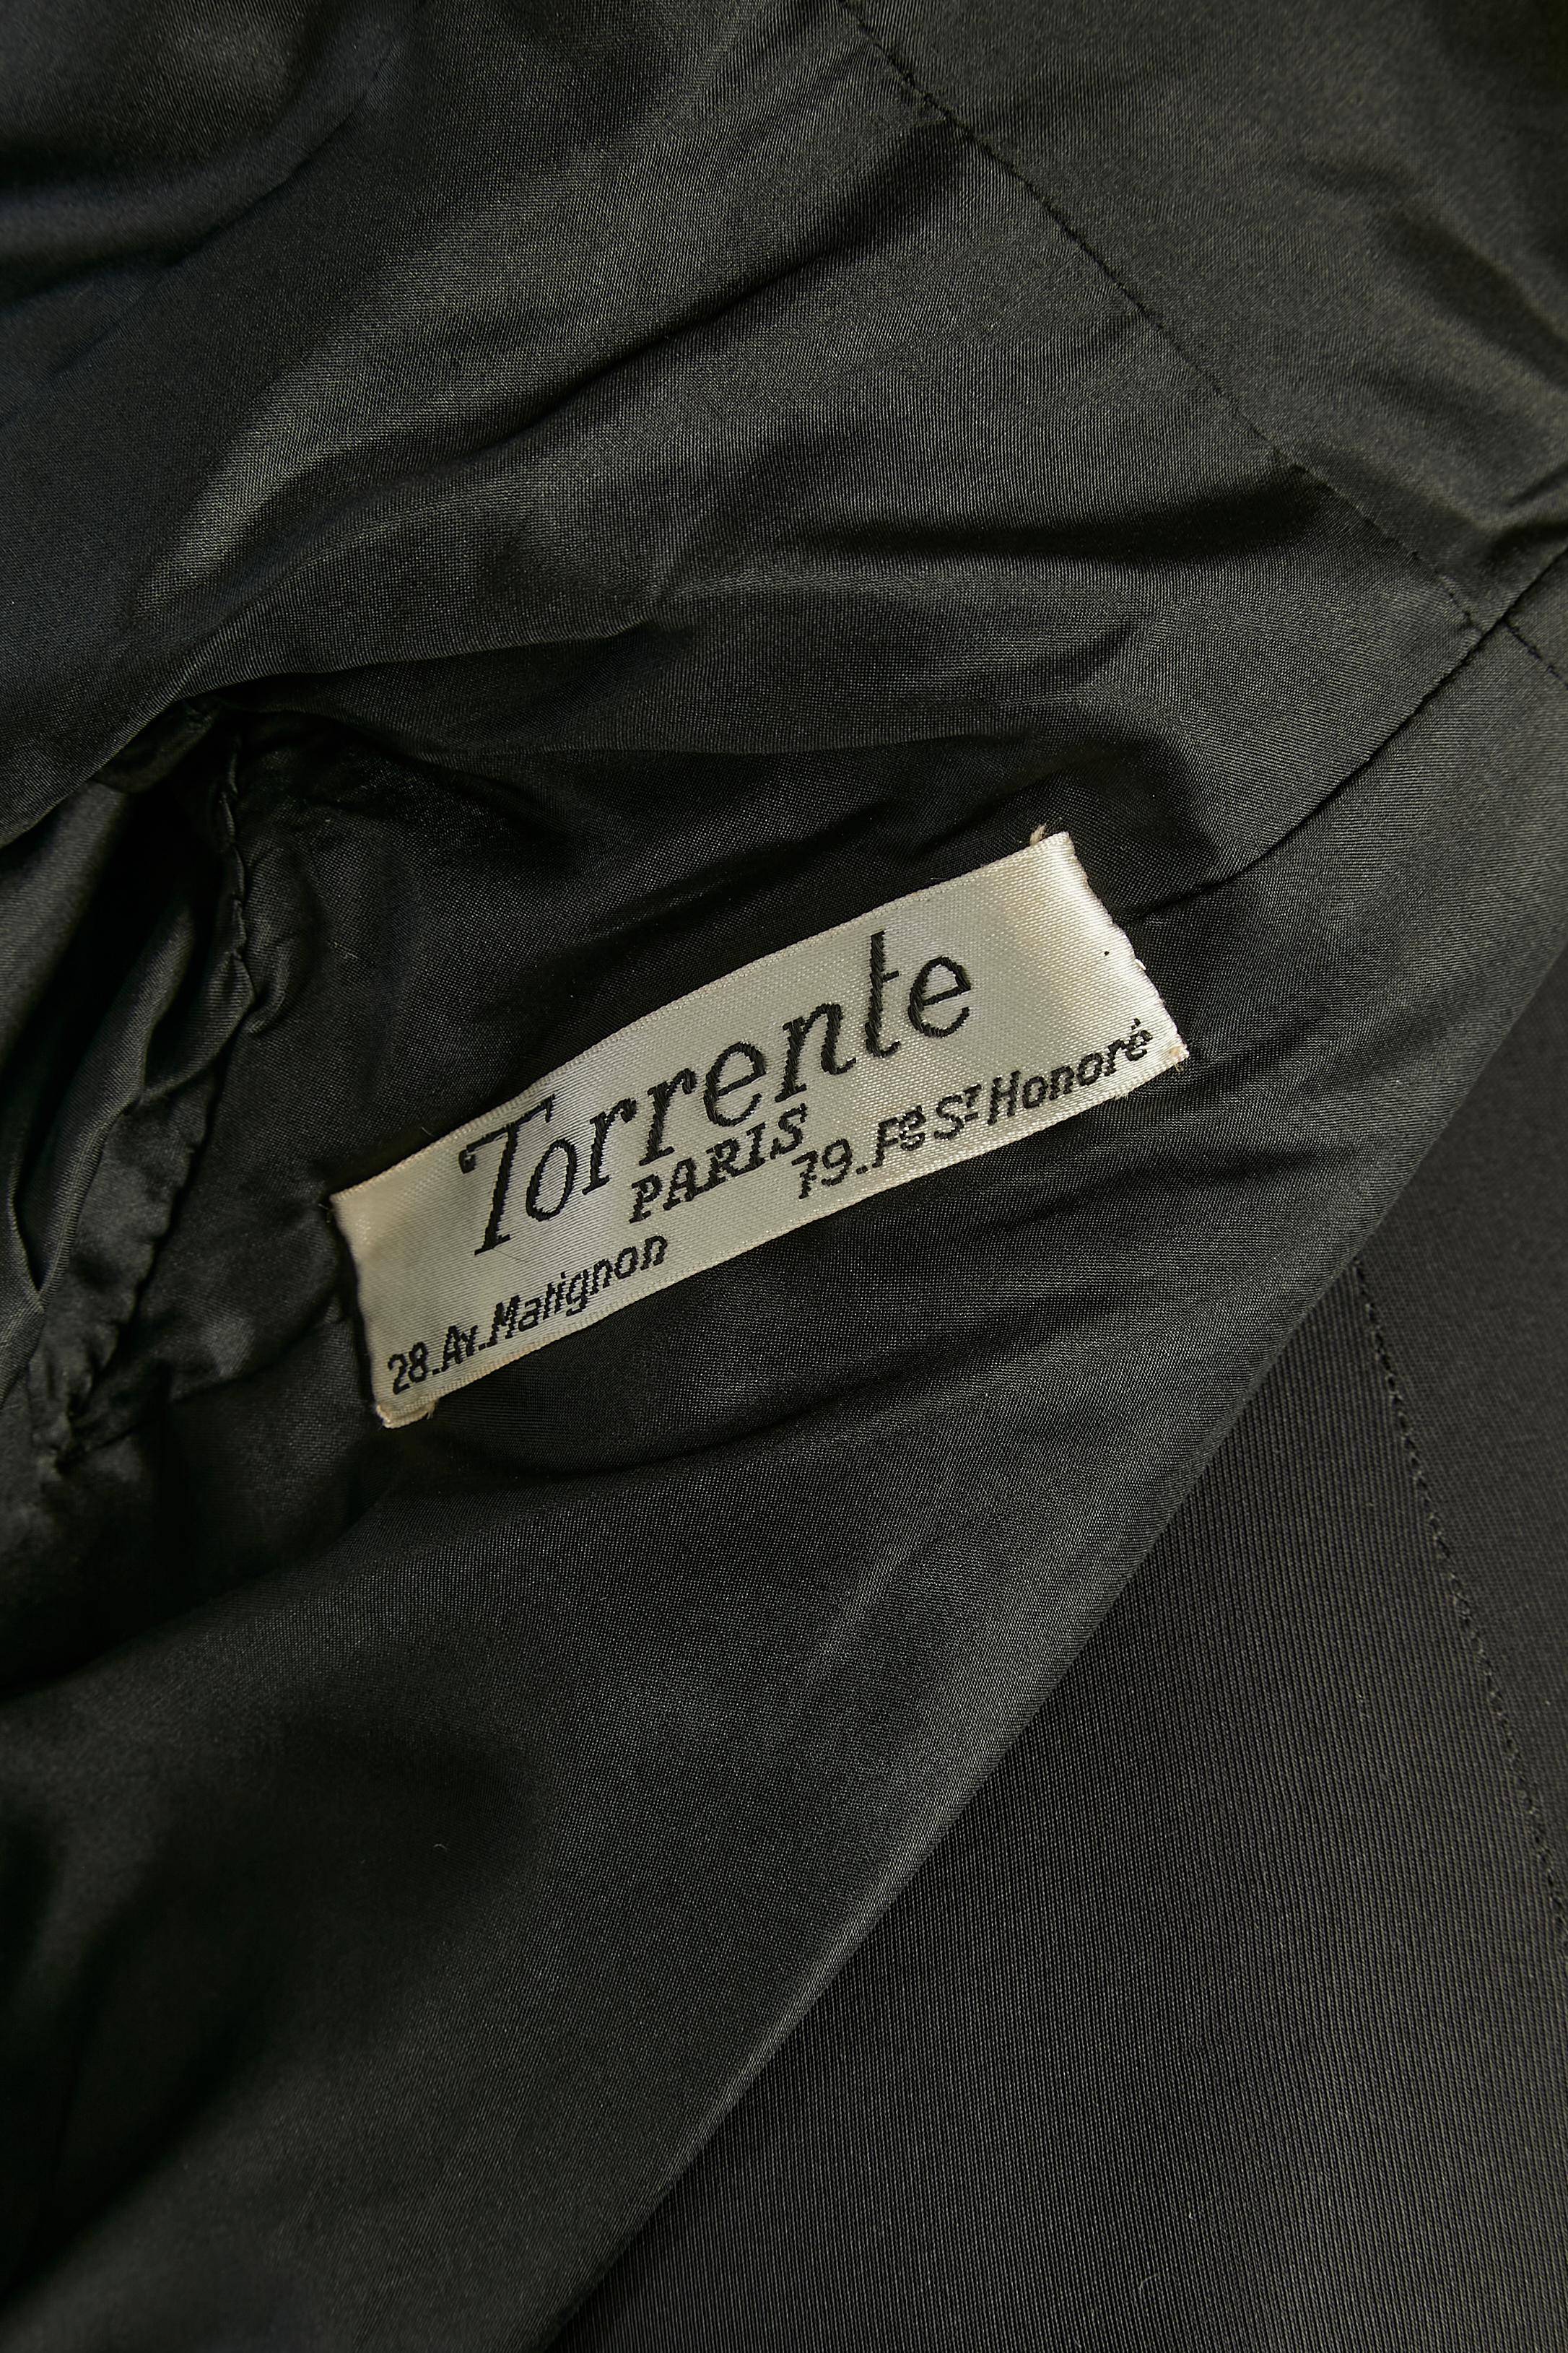 Torrente
PARIS
28.Av.Matignon 79.Fg St Honoré